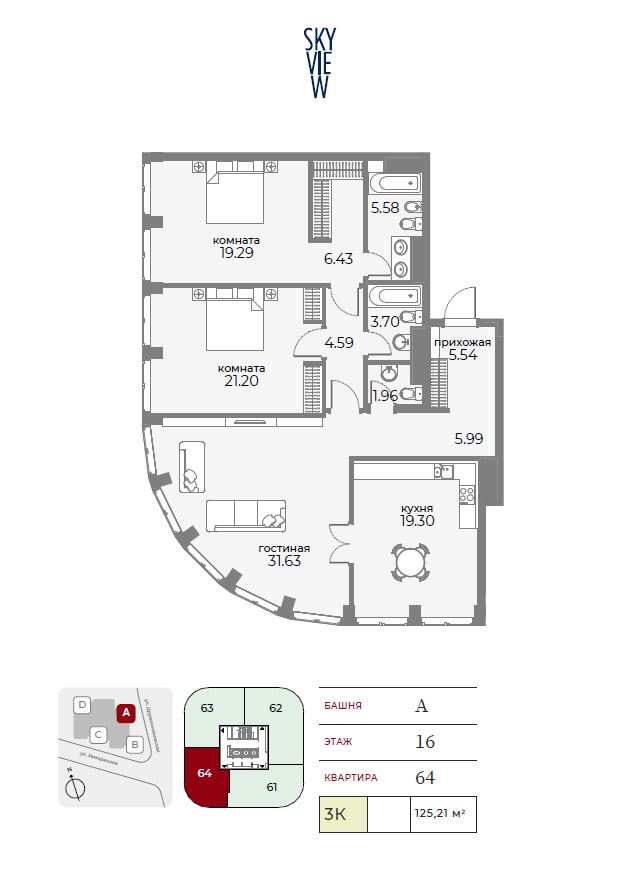 SKY
VIE
W
комната
19.29
5.58
6.43
3.70
4.59
прихожая
5.54
комната
21.20
1.96
5.99
кухня
19.30
гостиная
31.63
D
A
C
B
ул. Дружинниковская
ул. Заморенова
N
63
62
64
61
БАШНЯ
A
ЭТАЖ
16
КВАРТИРА
64
3К
125,21 м²